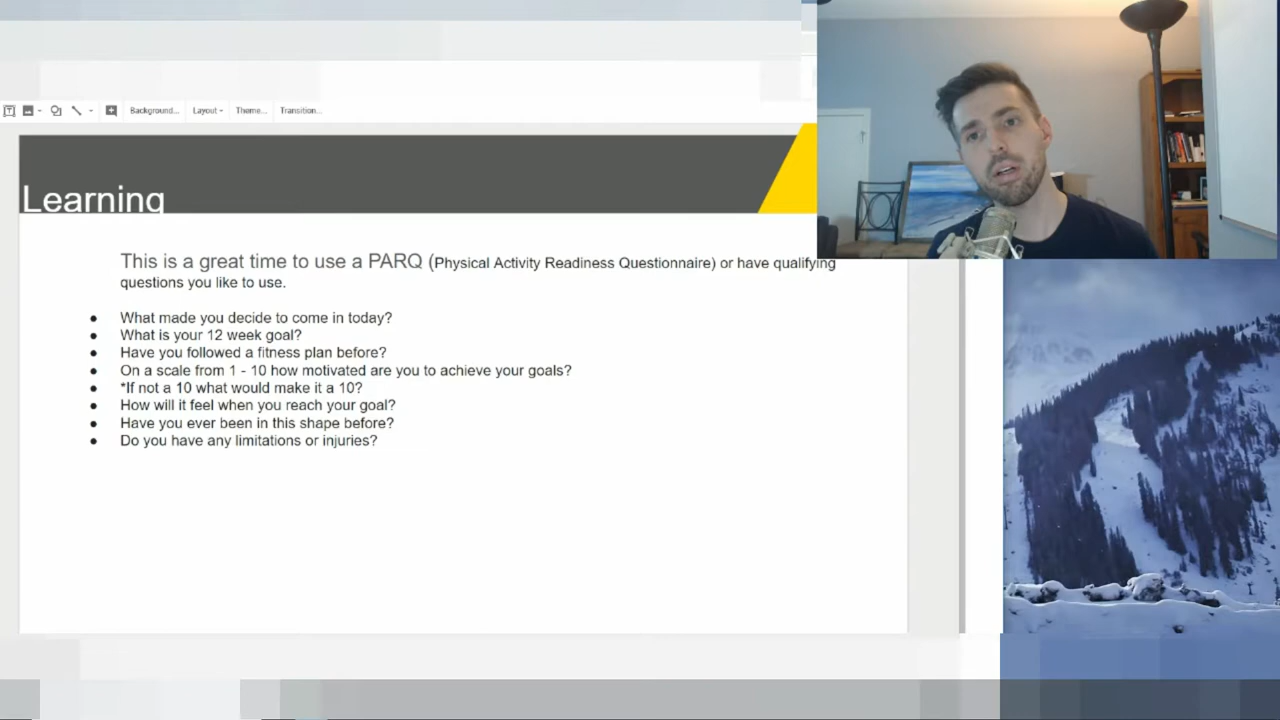 Background... Layout Theme... Transition...
Learning
This is a great time to use a PARQ (Physical Activity Readiness Questionnaire) or have qualifying
questions you like to use.
● What made you decide to come in today?
● What is your 12 week goal?
● Have you followed a fitness plan before?
● On a scale from 1 - 10 how motivated are you to achieve your goals?
● *If not a 10 what would make it a 10?
● How will it feel when you reach your goal?
● Have you ever been in this shape before?
● Do you have any limitations or injuries?